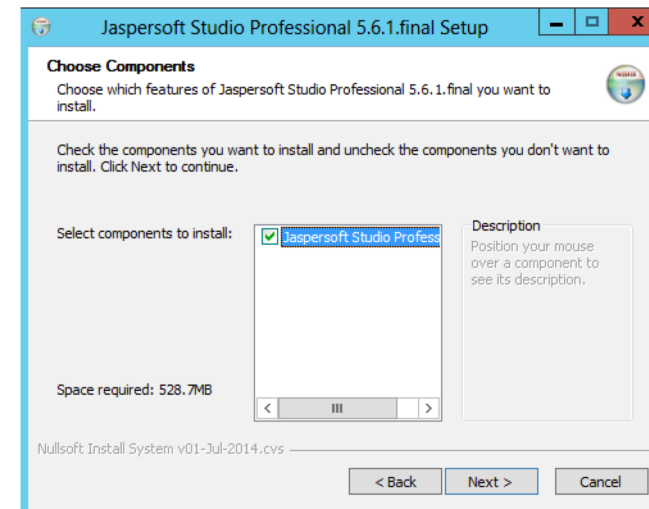 Jaspersoft Studio Professional 5.6.1.final Setup
Choose Components
Choose which features of Jaspersoft Studio Professional 5.6.1.final you want to
install.
Check the components you want to install and uncheck the components you don't want to
install. Click Next to continue.
Select components to install:
Jaspersoft Studio Profess
Description
Position your mouse
over a component to
see its description.
Space required: 528.7MB
Nullsoft Install System v01-Jul-2014.cvs
< Back
Next >
Cancel